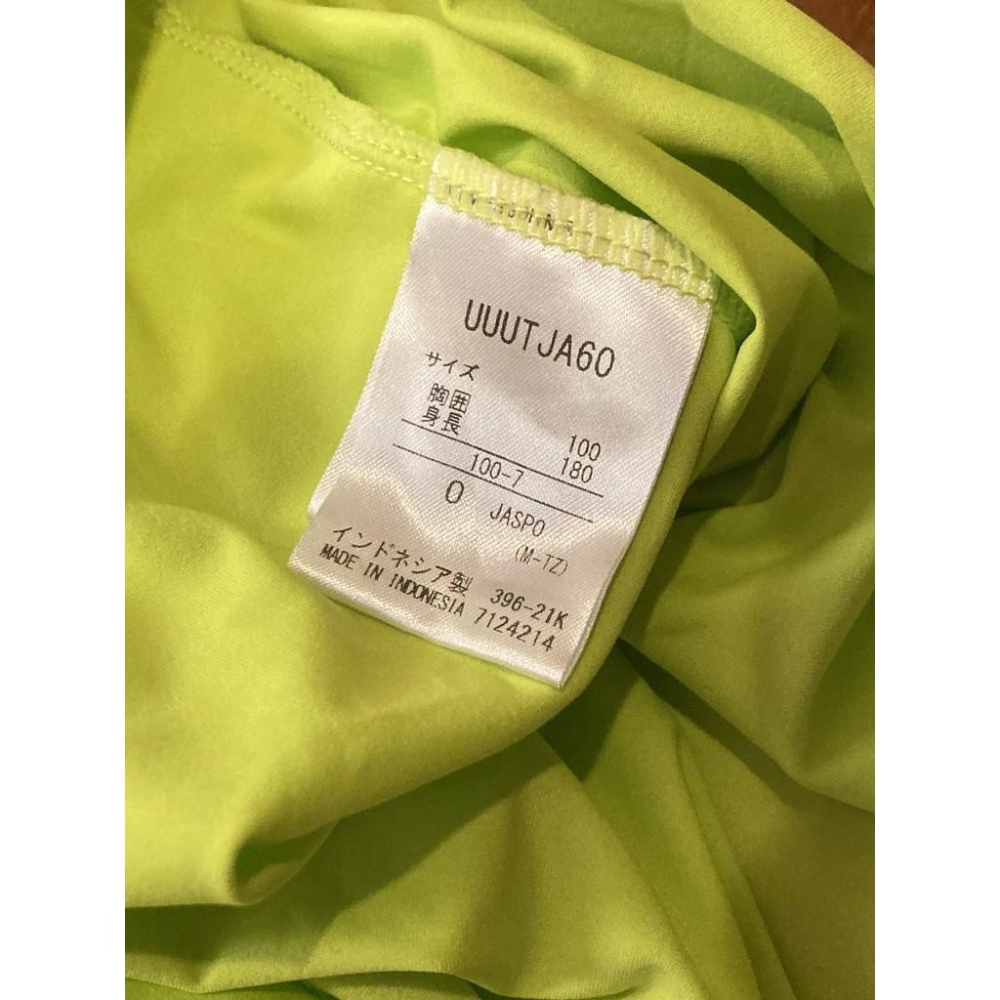 UUUTJA60
サイズ
胸囲 100
身長 180
100-7
O JASPO
(M-TZ)
インドネシア製 396-21K
MADE IN INDONESIA 7124214